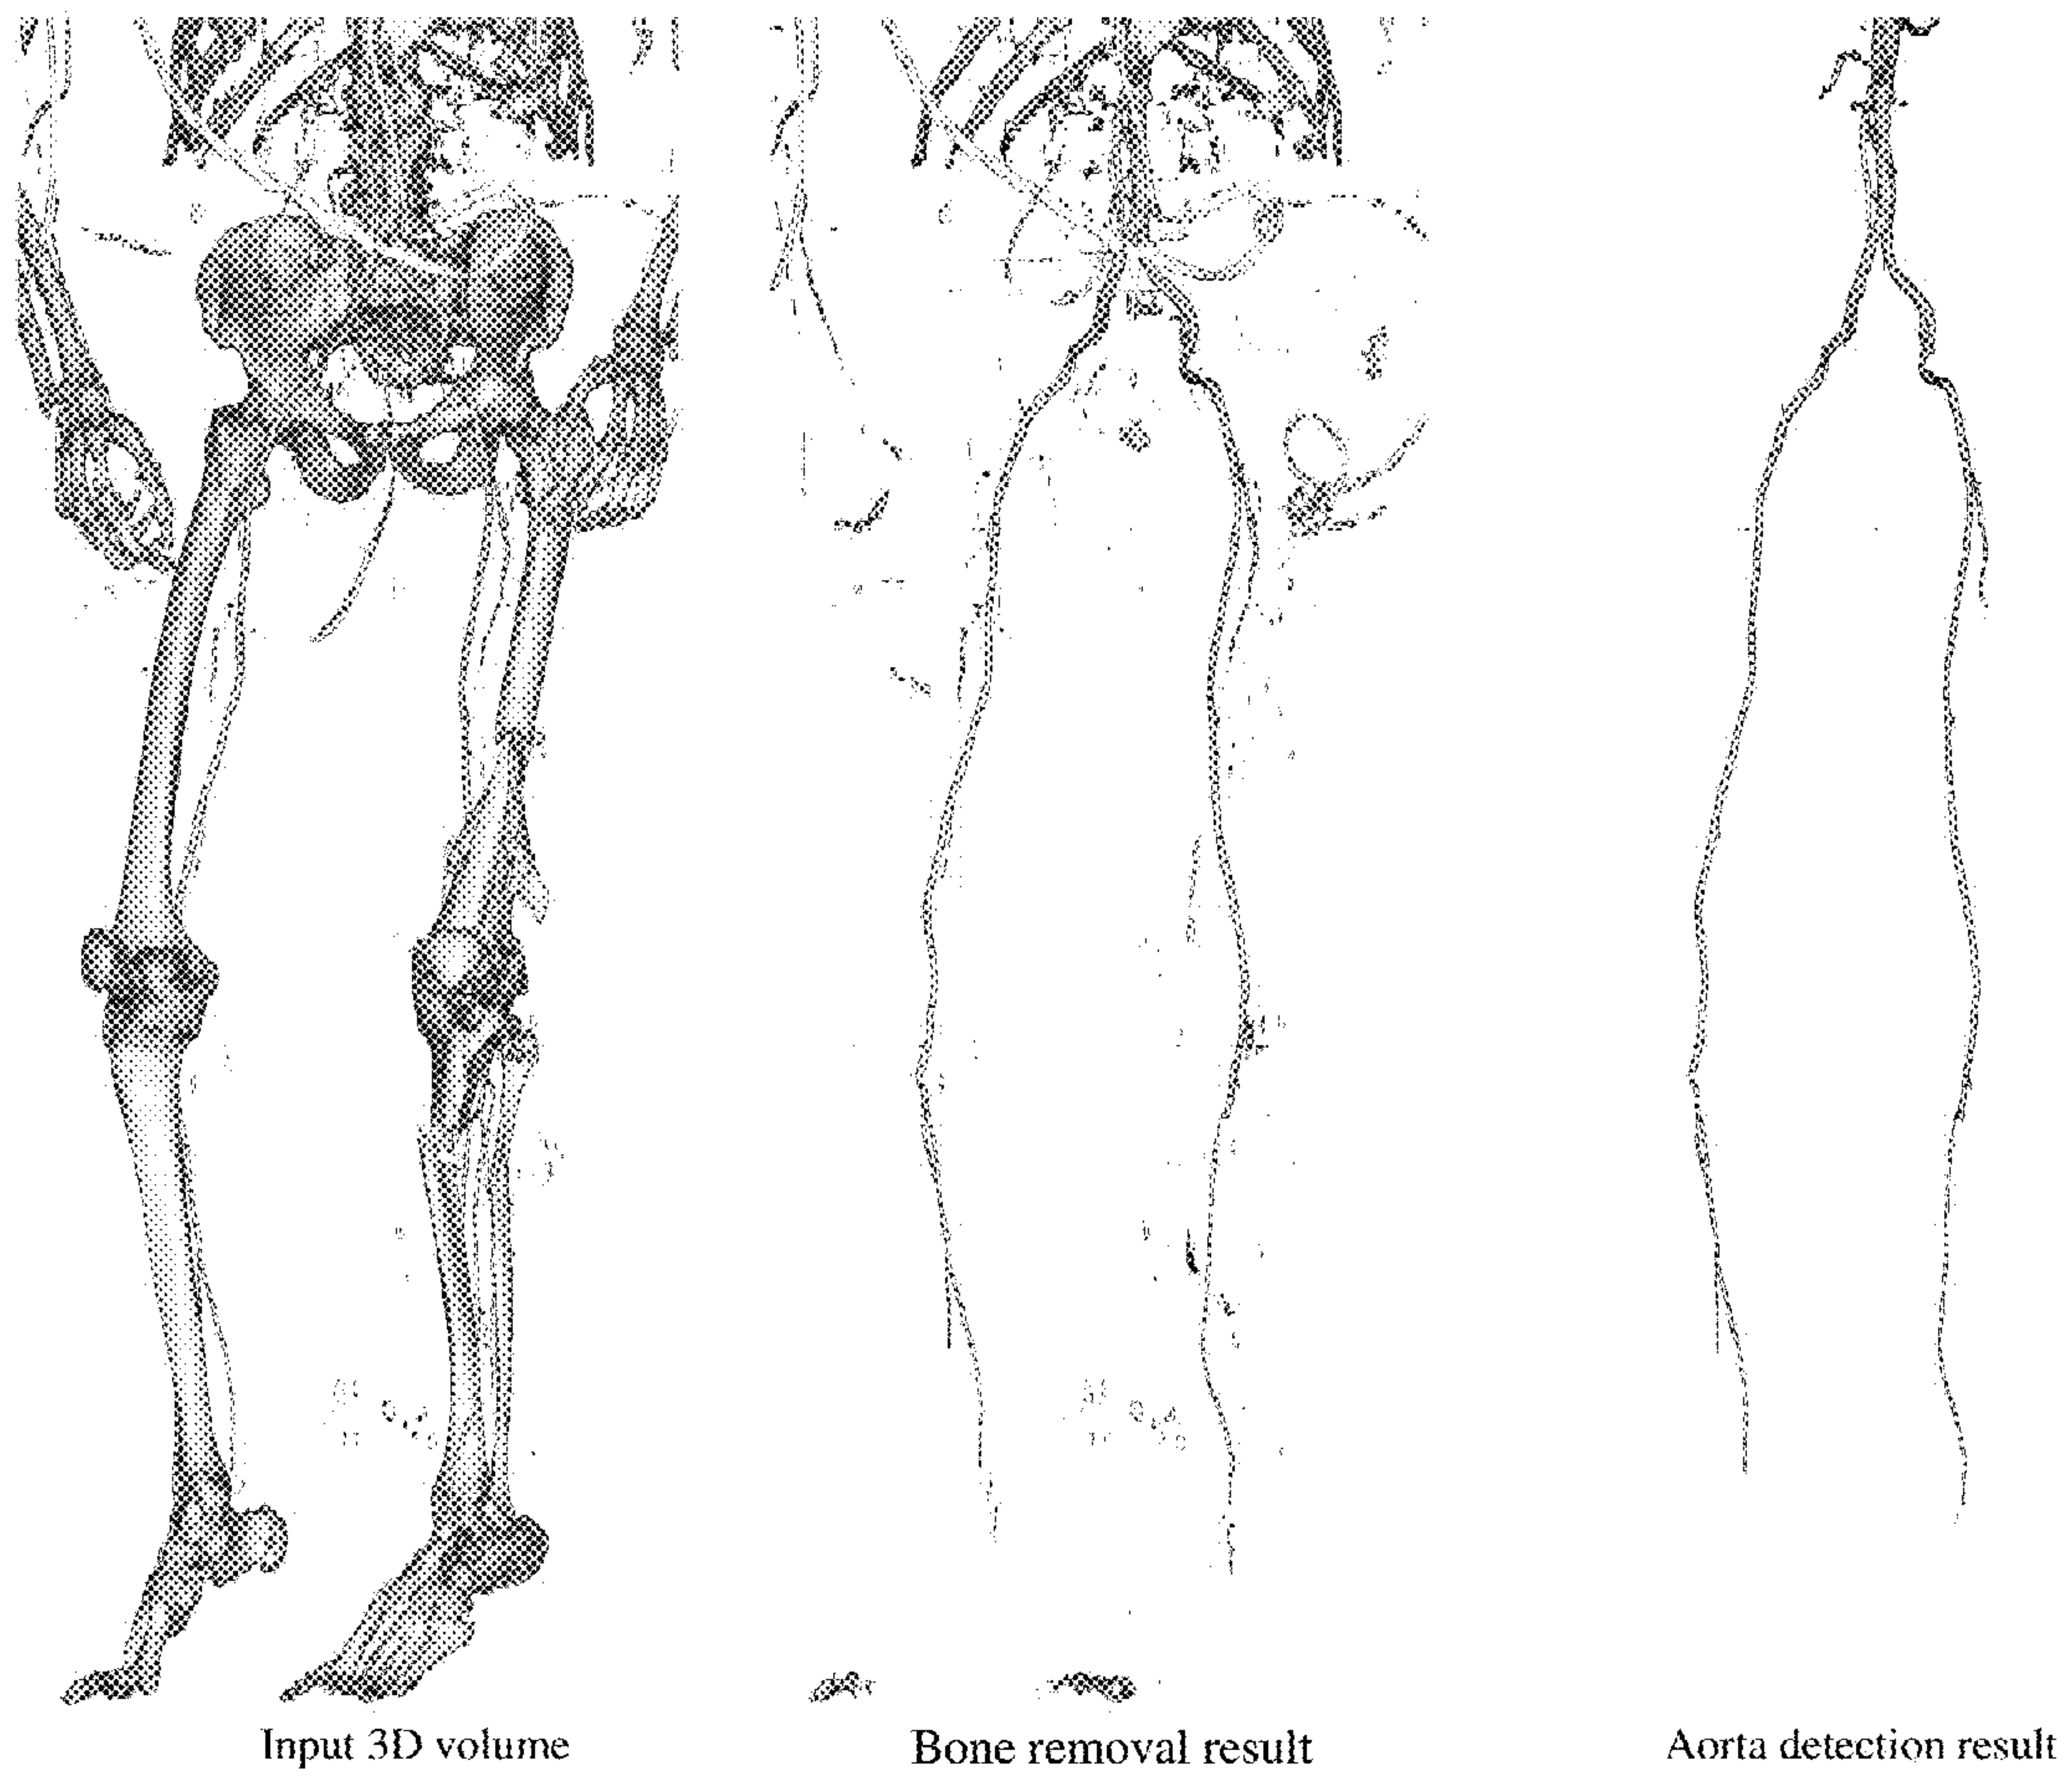 Input 3D volume
Bone removal result
Aorta detection result